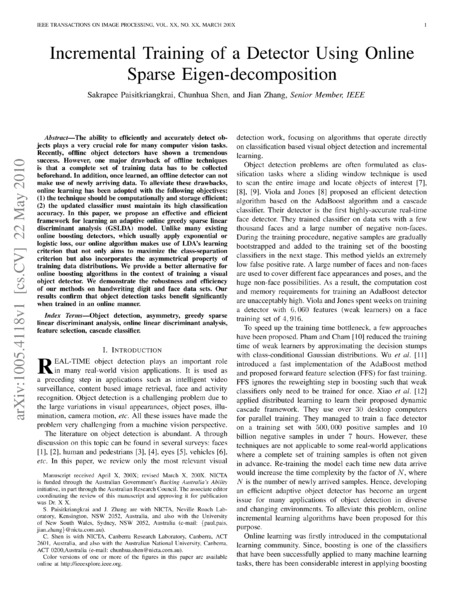 IEEE TRANSACTIONS ON IMAGE PROCESSING, VOL. XX, NO. XX, MARCH 200X 1
Incremental Training of a Detector Using Online
Sparse Eigen-decomposition
Sakrapee Paisitkriangkrai, Chunhua Shen, and Jian Zhang, Senior Member, IEEE
arXiv:1005.4118v1 [cs.CV] 22 May 2010
Abstract—The ability to efficiently and accurately detect ob-
jects plays a very crucial role for many computer vision tasks.
Recently, offline object detectors have shown a tremendous
success. However, one major drawback of offline techniques
is that a complete set of training data has to be collected
beforehand. In addition, once learned, an offline detector can not
make use of newly arriving data. To alleviate these drawbacks,
online learning has been adopted with the following objectives:
(1) the technique should be computationally and storage efficient;
(2) the updated classifier must maintain its high classification
accuracy. In this paper, we propose an effective and efficient
framework for learning an adaptive online greedy sparse linear
discriminant analysis (GSLDA) model. Unlike many existing
online boosting detectors, which usually apply exponential or
logistic loss, our online algorithm makes use of LDA's learning
criterion that not only aims to maximize the class-separation
criterion but also incorporates the asymmetrical property of
training data distributions. We provide a better alternative for
online boosting algorithms in the context of training a visual
object detector. We demonstrate the robustness and efficiency
of our methods on handwriting digit and face data sets. Our
results confirm that object detection tasks benefit significantly
when trained in an online manner.
Index Terms—Object detection, asymmetry, greedy sparse
linear discriminant analysis, online linear discriminant analysis,
feature selection, cascade classifier.
I. INTRODUCTION
REAL-TIME object detection plays an important role
in many real-world vision applications. It is used as
a preceding step in applications such as intelligent video
surveillance, content based image retrieval, face and activity
recognition. Object detection is a challenging problem due to
the large variations in visual appearances, object poses, illu-
mination, camera motion, etc. All these issues have made the
problem very challenging from a machine vision perspective.
The literature on object detection is abundant. A through
discussion on this topic can be found in several surveys: faces
[1], [2], human and pedestrians [3], [4], eyes [5], vehicles [6],
etc. In this paper, we review only the most relevant visual
Manuscript received April X, 200X; revised March X, 200X. NICTA
is funded through the Australian Government's Backing Australia's Ability
initiative, in part through the Australian Research Council. The associate editor
coordinating the review of this manuscript and approving it for publication
was Dr. X X.
S. Paisitkriangkrai and J. Zhang are with NICTA, Neville Roach Lab-
oratory, Kensington, NSW 2052, Australia, and also with the University
of New South Wales, Sydney, NSW 2052, Australia (e-mail: {paul.pais,
jian.zhang}@nicta.com.au).
C. Shen is with NICTA, Canberra Research Laboratory, Canberra, ACT
2601, Australia, and also with the Australian National University, Canberra,
ACT 0200,Australia (e-mail: chunhua.shen@nicta.com.au).
Color versions of one or more of the figures in this paper are available
online at http://ieeexplore.ieee.org.
detection work, focusing on algorithms that operate directly
on classification based visual object detection and incremental
learning.
Object detection problems are often formulated as clas-
sification tasks where a sliding window technique is used
to scan the entire image and locate objects of interest [7],
[8], [9]. Viola and Jones [8] proposed an efficient detection
algorithm based on the AdaBoost algorithm and a cascade
classifier. Their detector is the first highly-accurate real-time
face detector. They trained classifier on data sets with a few
thousand faces and a large number of negative non-faces.
During the training procedure, negative samples are gradually
bootstrapped and added to the training set of the boosting
classifiers in the next stage. This method yields an extremely
low false positive rate. A large number of faces and non-faces
are used to cover different face appearances and poses, and the
huge non-face possibilities. As a result, the computation cost
and memory requirements for training an AdaBoost detector
are unacceptably high. Viola and Jones spent weeks on training
a detector with 6,060 features (weak learners) on a face
training set of 4,916.
To speed up the training time bottleneck, a few approaches
have been proposed. Pham and Cham [10] reduced the training
time of weak learners by approximating the decision stumps
with class-conditional Gaussian distributions. Wu et al. [11]
introduced a fast implementation of the AdaBoost method
and proposed forward feature selection (FFS) for fast training.
FFS ignores the reweighting step in boosting such that weak
classifiers only need to be trained for once. Xiao et al. [12]
applied distributed learning to learn their proposed dynamic
cascade framework. They use over 30 desktop computers
for parallel training. They managed to train a face detector
on a training set with 500,000 positive samples and 10
billion negative samples in under 7 hours. However, these
techniques are not applicable to some real-world applications
where a complete set of training samples is often not given
in advance. Re-training the model each time new data arrive
would increase the time complexity by the factor of N, where
N is the number of newly arrived samples. Hence, developing
an efficient adaptive object detector has become an urgent
issue for many applications of object detection in diverse
and changing environments. To alleviate this problem, online
incremental learning algorithms have been proposed for this
purpose.
Online learning was firstly introduced in the computational
learning community. Since, boosting is one of the classifiers
that have been successfully applied to many machine learning
tasks, there has been considerable interest in applying boosting